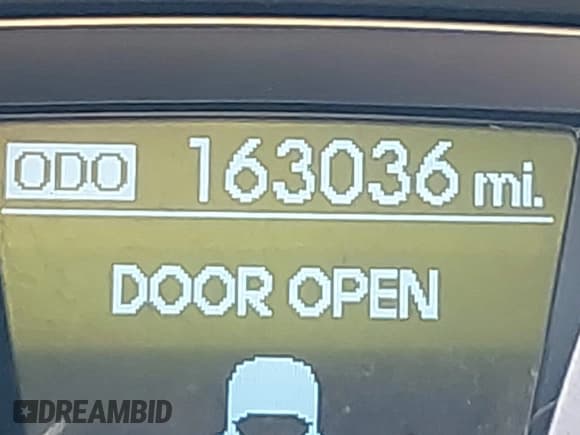 ODO 163036 mi.
DOOR OPEN
DREAMBID